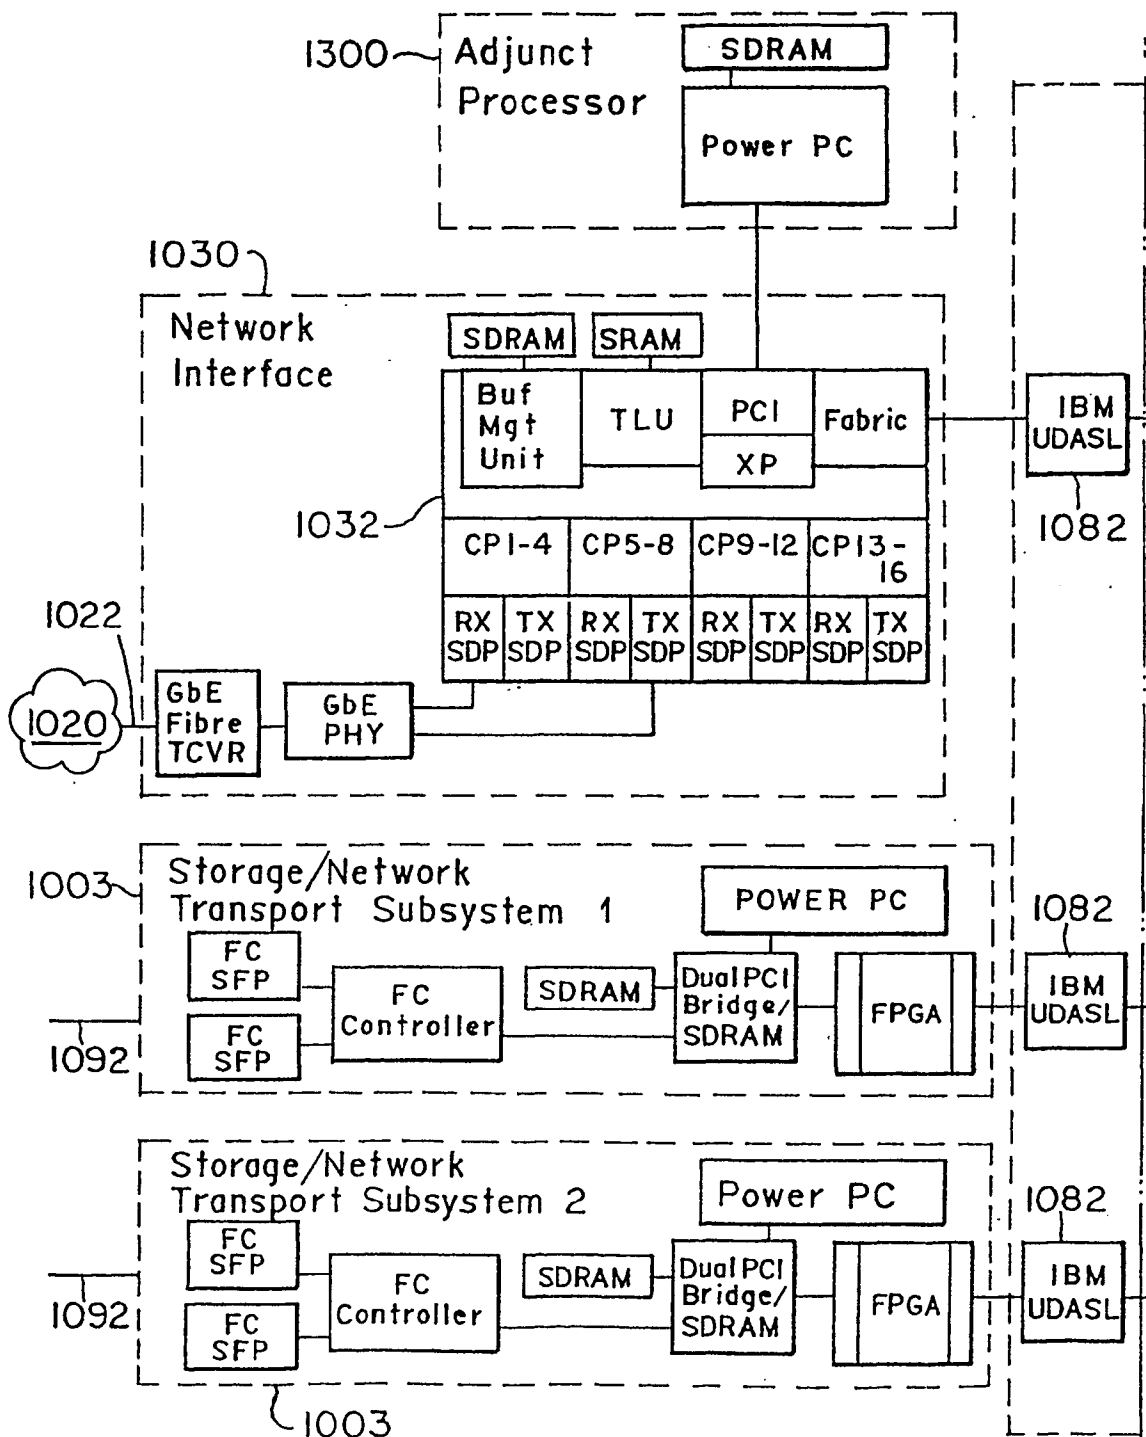 1300
Adjunct
Processor
SDRAM
Power PC
1030
Network
Interface
SDRAM
SRAM
Buf
Mgt
Unit
TLU
PCI
XP
Fabric
IBM
UDASL
1082
1032
CP1-4
CP5-8
CP9-12
CP13-
16
RX
SDP
TX
SDP
RX
SDP
TX
SDP
RX
SDP
TX
SDP
RX
SDP
TX
SDP
1022
1020
GbE
Fibre
TCVR
GbE
PHY
1003
Storage/Network
Transport Subsystem 1
POWER PC
1082
FC
SFP
FC
SFP
FC
Controller
SDRAM
Dual PCI
Bridge/
SDRAM
FPGA
IBM
UDASL
1092
Storage/Network
Transport Subsystem 2
Power PC
1082
FC
SFP
FC
SFP
FC
Controller
SDRAM
Dual PCI
Bridge/
SDRAM
FPGA
IBM
UDASL
1092
1003